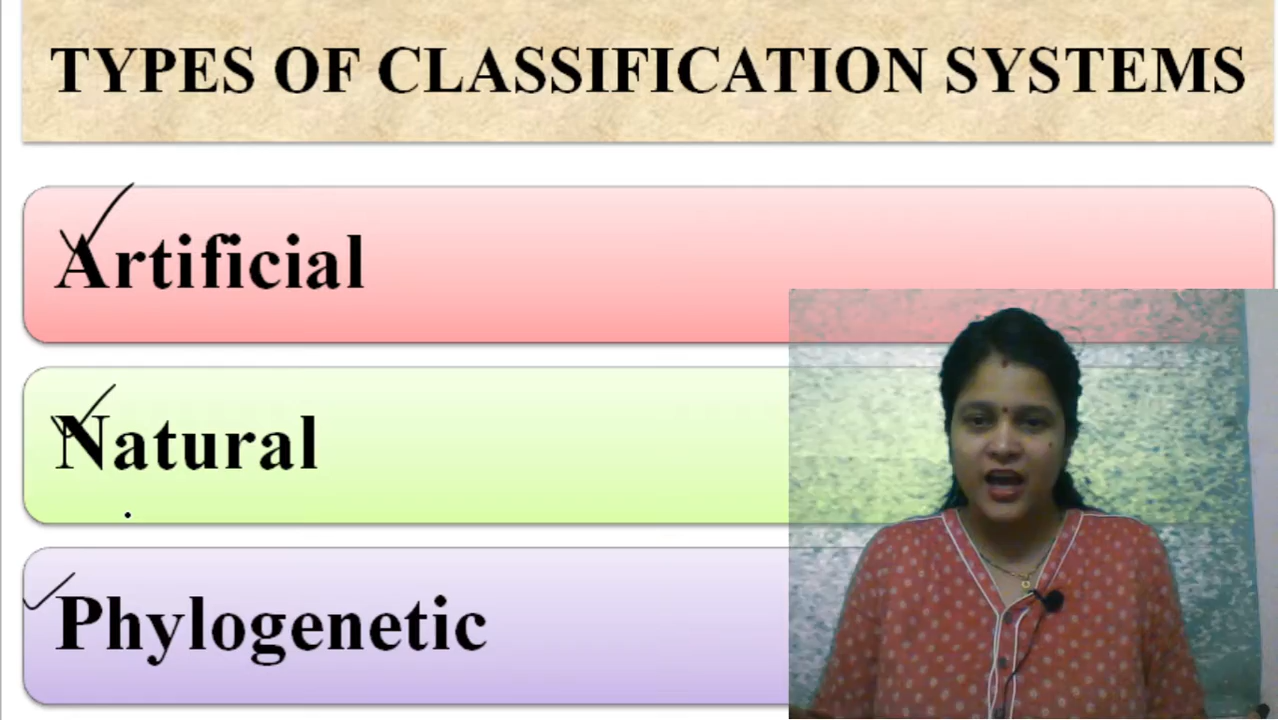 TYPES OF CLASSIFICATION SYSTEMS
Artificial
Natural
Phylogenetic